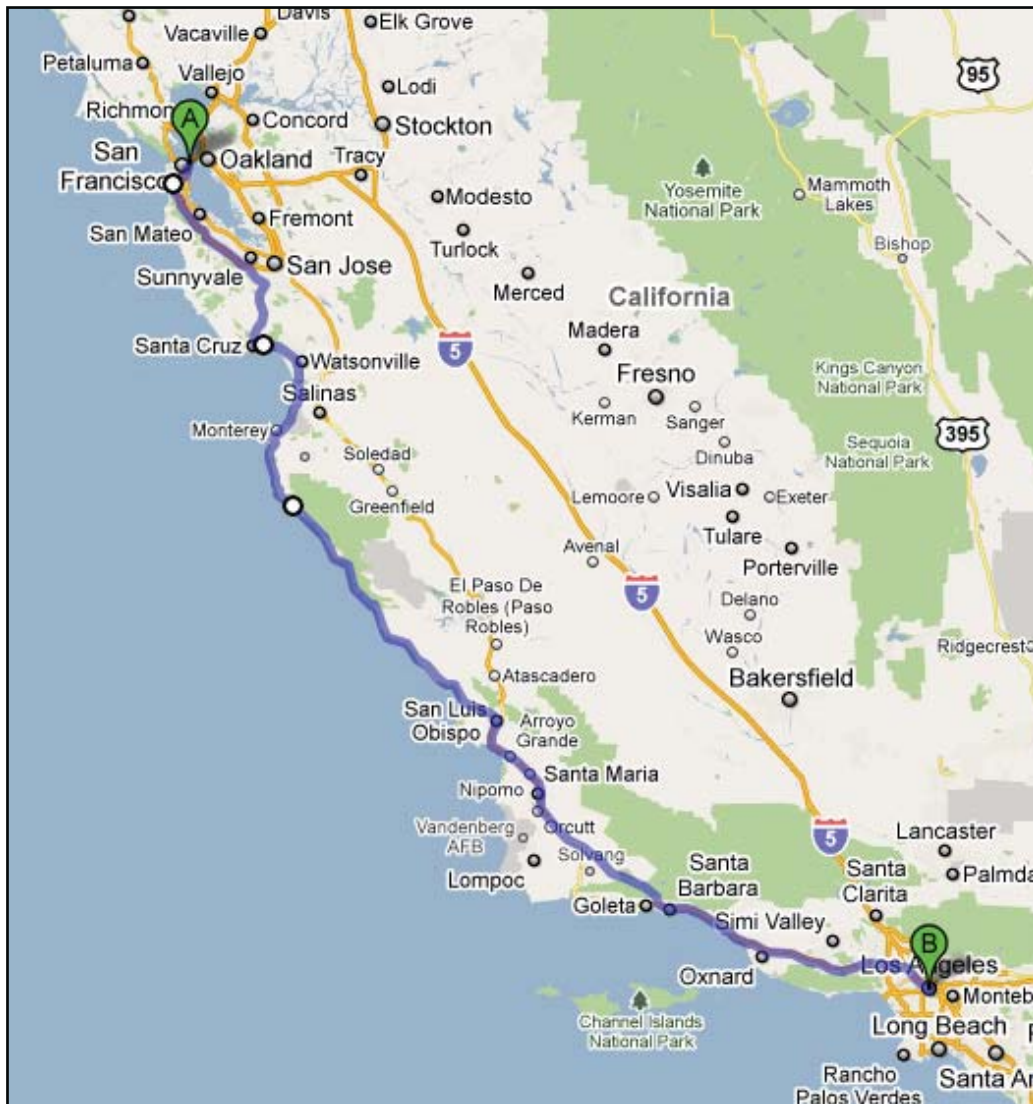 Davis
Vacaville
Elk Grove
Petaluma
Vallejo
Lodi
95
Richmon
A
Concord
Stockton
San
Francisco
Oakland
Tracy
Yosemite
National Park
Mammoth
Lakes
Modesto
Fremont
San Mateo
Turlock
Bishop
Sunnyvale
San Jose
Merced
California
Santa Cruz
5
Madera
Watsonville
Fresno
Kings Canyon
National Park
Salinas
Kerman
Sanger
Monterey
395
Dinuba
Sequoia
National Park
Soledad
Greenfield
Lemoore
Visalia
Exeter
Tulare
Avenal
Porterville
El Paso De
Robles (Paso
Robles)
5
Delano
Wasco
Ridgecrest
Atascadero
Bakersfield
San Luis
Obispo
Arroyo
Grande
Santa Maria
Nipomo
Vandenberg
AFB
Orcutt
5
Lancaster
Solvang
Lompoc
Santa
Barbara
Santa
Clarita
Palmda
Goleta
Simi Valley
B
Los Angeles
Oxnard
Monteb
Channel Islands
National Park
Long Beach
Rancho
Palos Verdes
Santa An